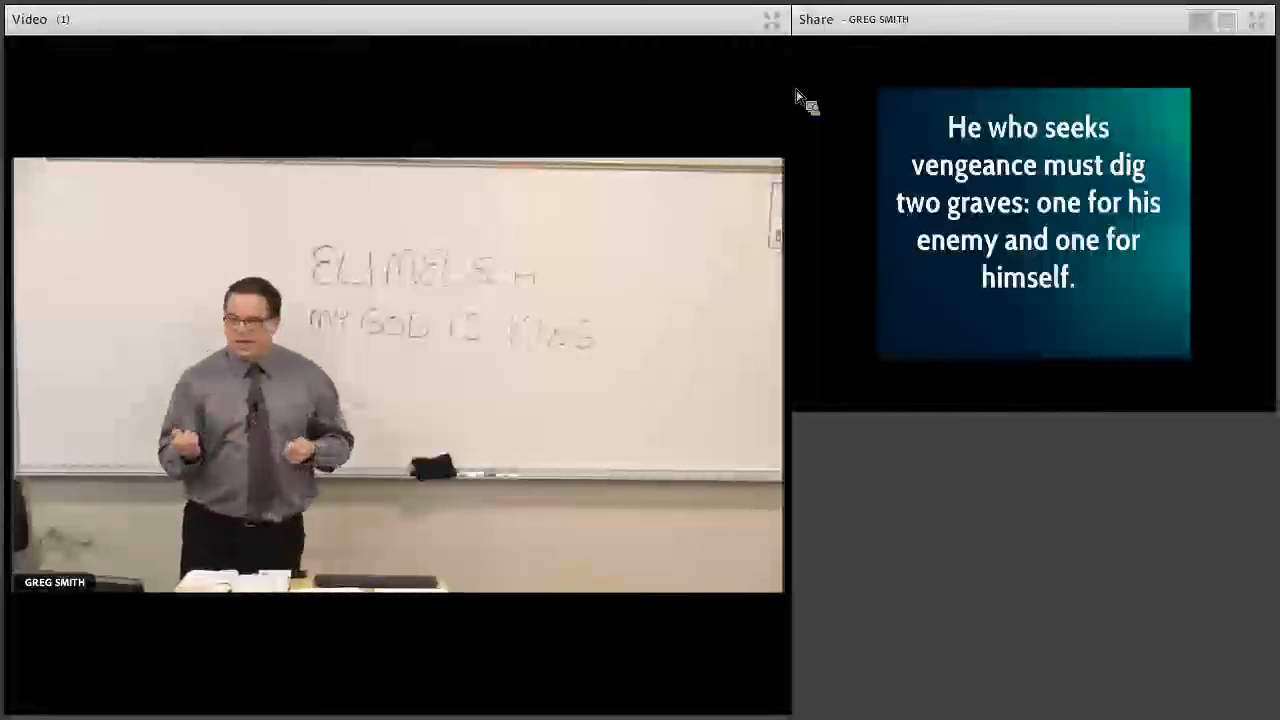 Video (1)
Share - GREG SMITH
ELIMELEH
MY GOD IS KING
GREG SMITH
He who seeks
vengeance must dig
two graves: one for his
enemy and one for
himself.